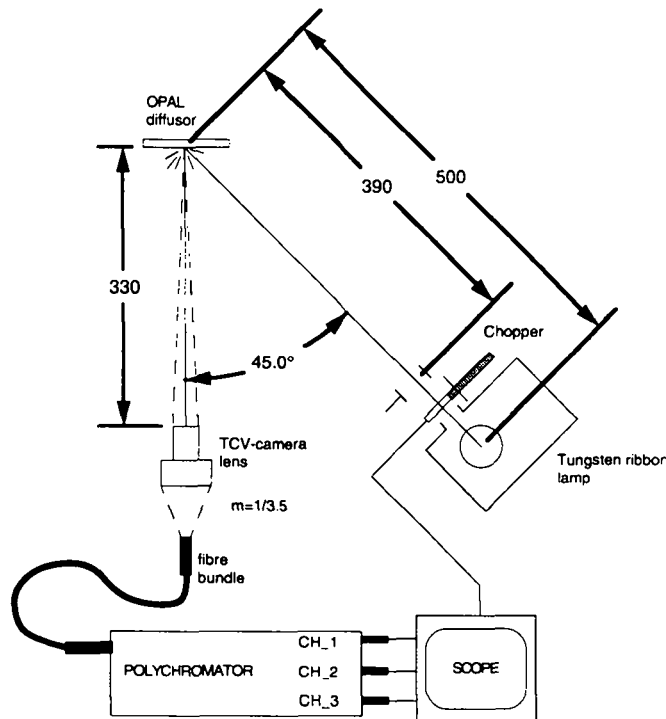 OPAL
diffusor
390
500
330
45.0°
Chopper
TCV-camera
lens
Tungsten ribbon
lamp
m=1/3.5
fibre
bundle
POLYCHROMATOR
CH_1
CH_2
CH_3
SCOPE